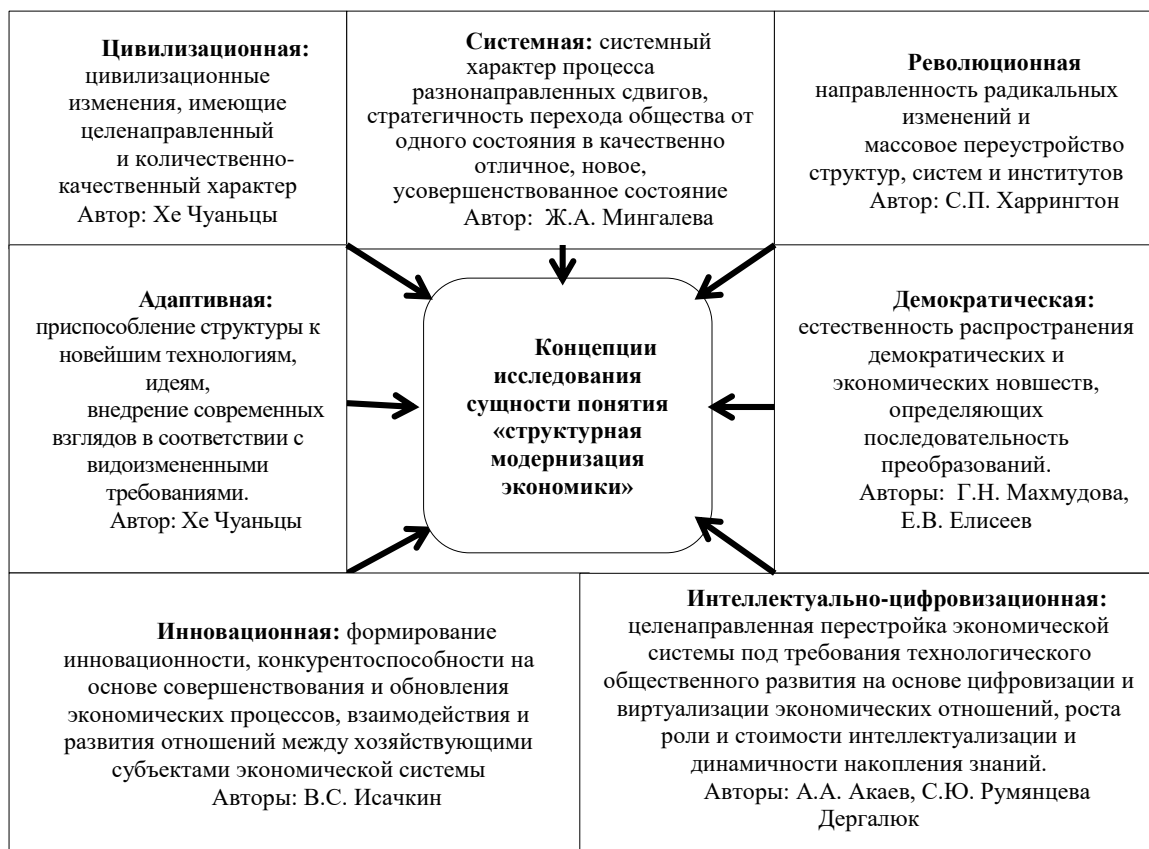 Цивилизационная:
цивилизационные
изменения, имеющие
целенаправленный
и количественно-
качественный характер
Автор: Хе Чуаньцы
Системная: системный
характер процесса
разнонаправленных сдвигов,
стратегичность перехода общества от
одного состояния в качественно
отличное, новое,
усовершенствованное состояние
Автор: Ж.А. Мингалева
Революционная
направленность радикальных
изменений и
массовое переустройство
структур, систем и институтов
Автор: С.П. Харрингтон
Адаптивная:
приспособление структуры к
новейшим технологиям,
идеям,
внедрение современных
взглядов в соответствии с
видоизмененными
требованиями.
Автор: Хе Чуаньцы
Концепции
исследования
сущности понятия
«структурная
модернизация
экономики»
Демократическая:
естественность распространения
демократических и
экономических новшеств,
определяющих
последовательность
преобразований.
Авторы: Г.Н. Махмудова,
Е.В. Елисеев
Инновационная: формирование
инновационности, конкурентоспособности на
основе совершенствования и обновления
экономических процессов, взаимодействия и
развития отношений между хозяйствующими
субъектами экономической системы
Авторы: В.С. Исачкин
Интеллектуально-цифровизационная:
целенаправленная перестройка экономической
системы под требования технологического
общественного развития на основе цифровизации и
виртуализации экономических отношений, роста
роли и стоимости интеллектуализации и
динамичности накопления знаний.
Авторы: А.А. Акаев, С.Ю. Румянцева
Дергалюк